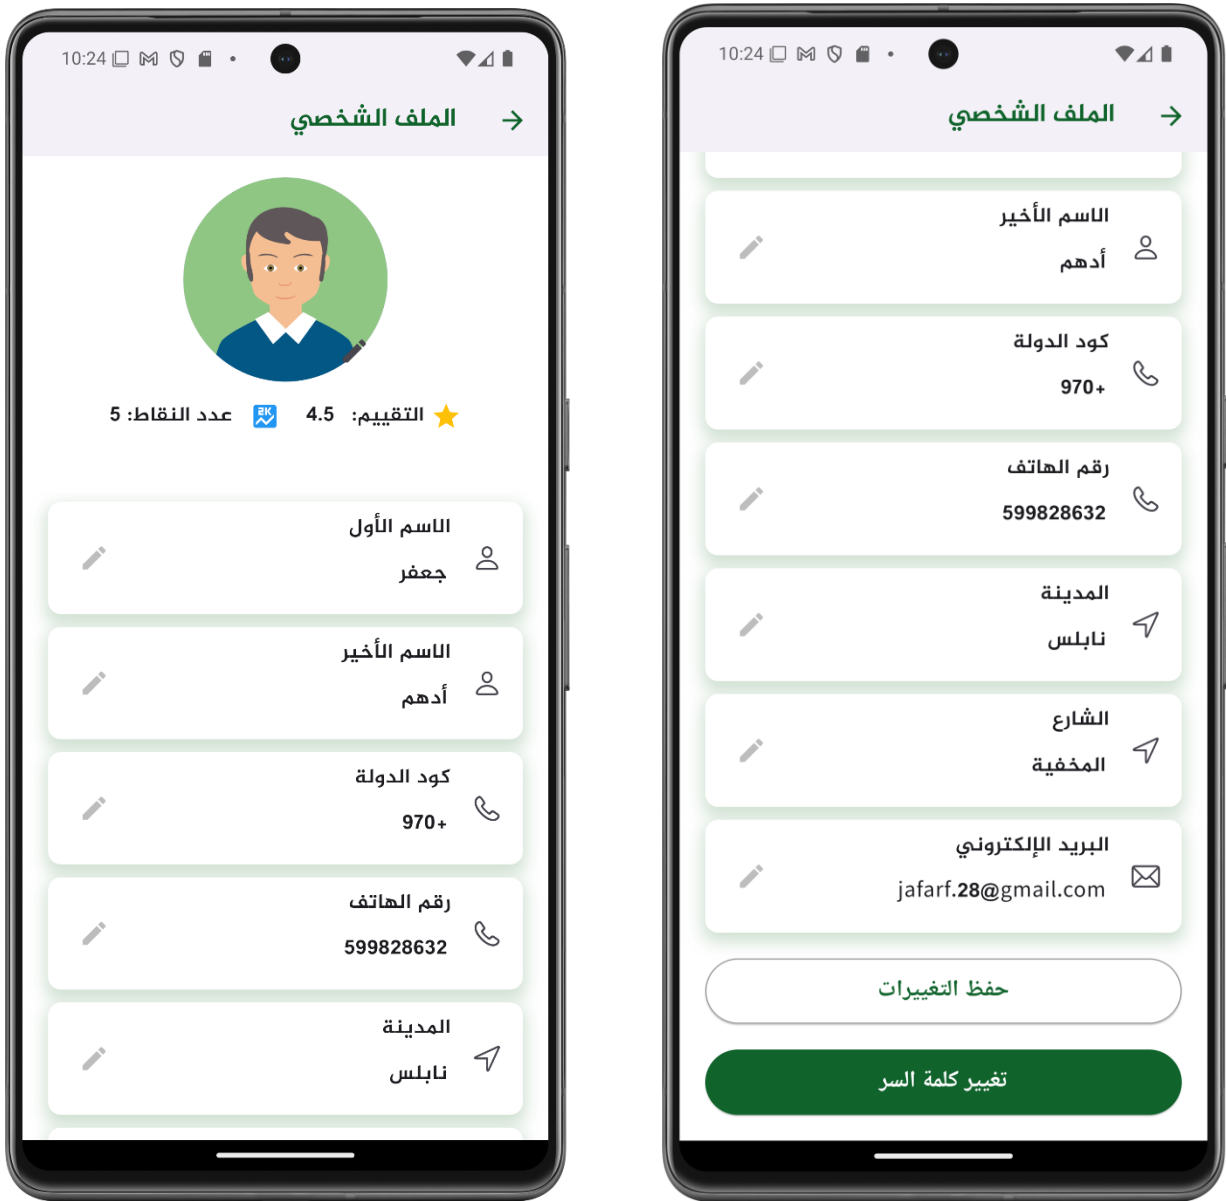 10:24
الملف الشخصي
التقييم: 4.5 عدد النقاط: 5
2K
الاسم الأول
جعفر
الاسم الأخير
أدهم
كود الدولة
970+
رقم الهاتف
599828632
المدينة
نابلس
10:24
الملف الشخصي
الاسم الأخير
أدهم
كود الدولة
970+
رقم الهاتف
599828632
المدينة
نابلس
الشارع
المخفية
البريد الإلكتروني
jafarf.28@gmail.com
حفظ التغييرات
تغيير كلمة السر